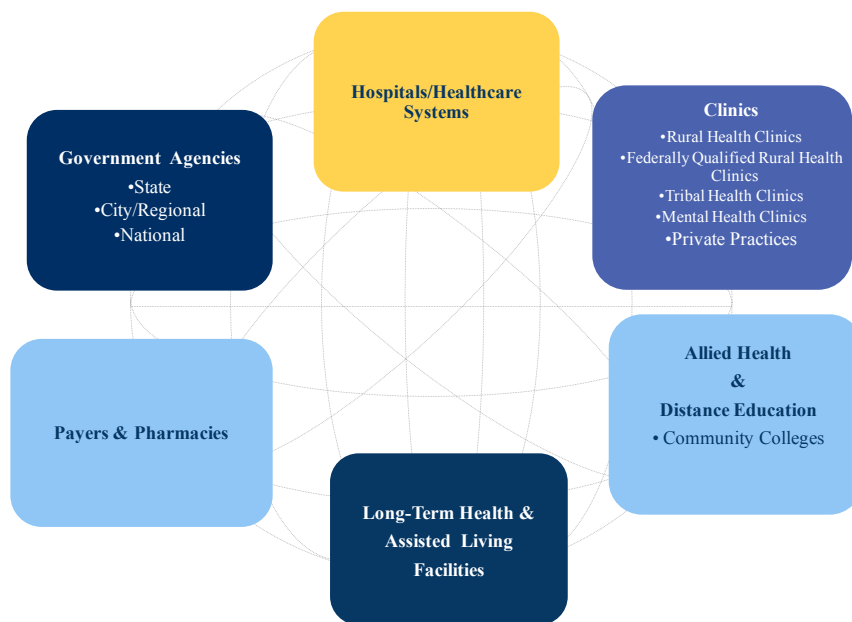 Hospitals/Healthcare
Systems
Government Agencies
•State
•City/Regional
•National
Clinics
•Rural Health Clinics
•Federally Qualified Rural Health
Clinics
•Tribal Health Clinics
•Mental Health Clinics
•Private Practices
Payers & Pharmacies
Allied Health
&
Distance Education
• Community Colleges
Long-Term Health &
Assisted Living
Facilities